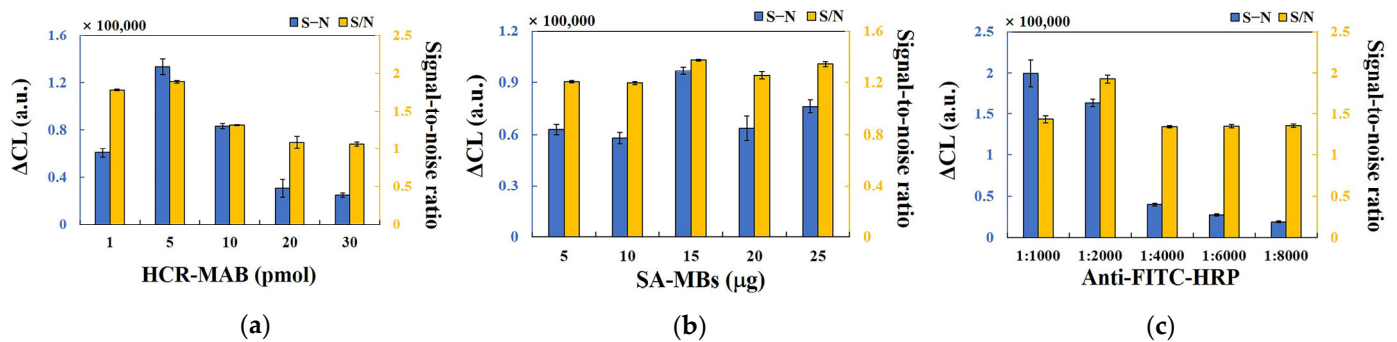 × 100,000 S−N S/N
1.6 2.5
1.2 2
0.8 1.5
0.4 1
0 0.5
0
ΔCL (a.u.)
Signal-to-noise ratio
1 5 10 20 30
HCR-MAB (pmol)
(a)
× 100,000 S−N S/N
1.2 1.6
0.9 1.2
0.6 0.8
0.3 0.4
0 0
ΔCL (a.u.)
Signal-to-noise ratio
5 10 15 20 25
SA-MBs (μg)
(b)
× 100,000 S−N S/N
2.5 2.5
2 2
1.5 1.5
1 1
0.5 0.5
0 0
ΔCL (a.u.)
Signal-to-noise ratio
1:1000 1:2000 1:4000 1:6000 1:8000
Anti-FITC-HRP
(c)